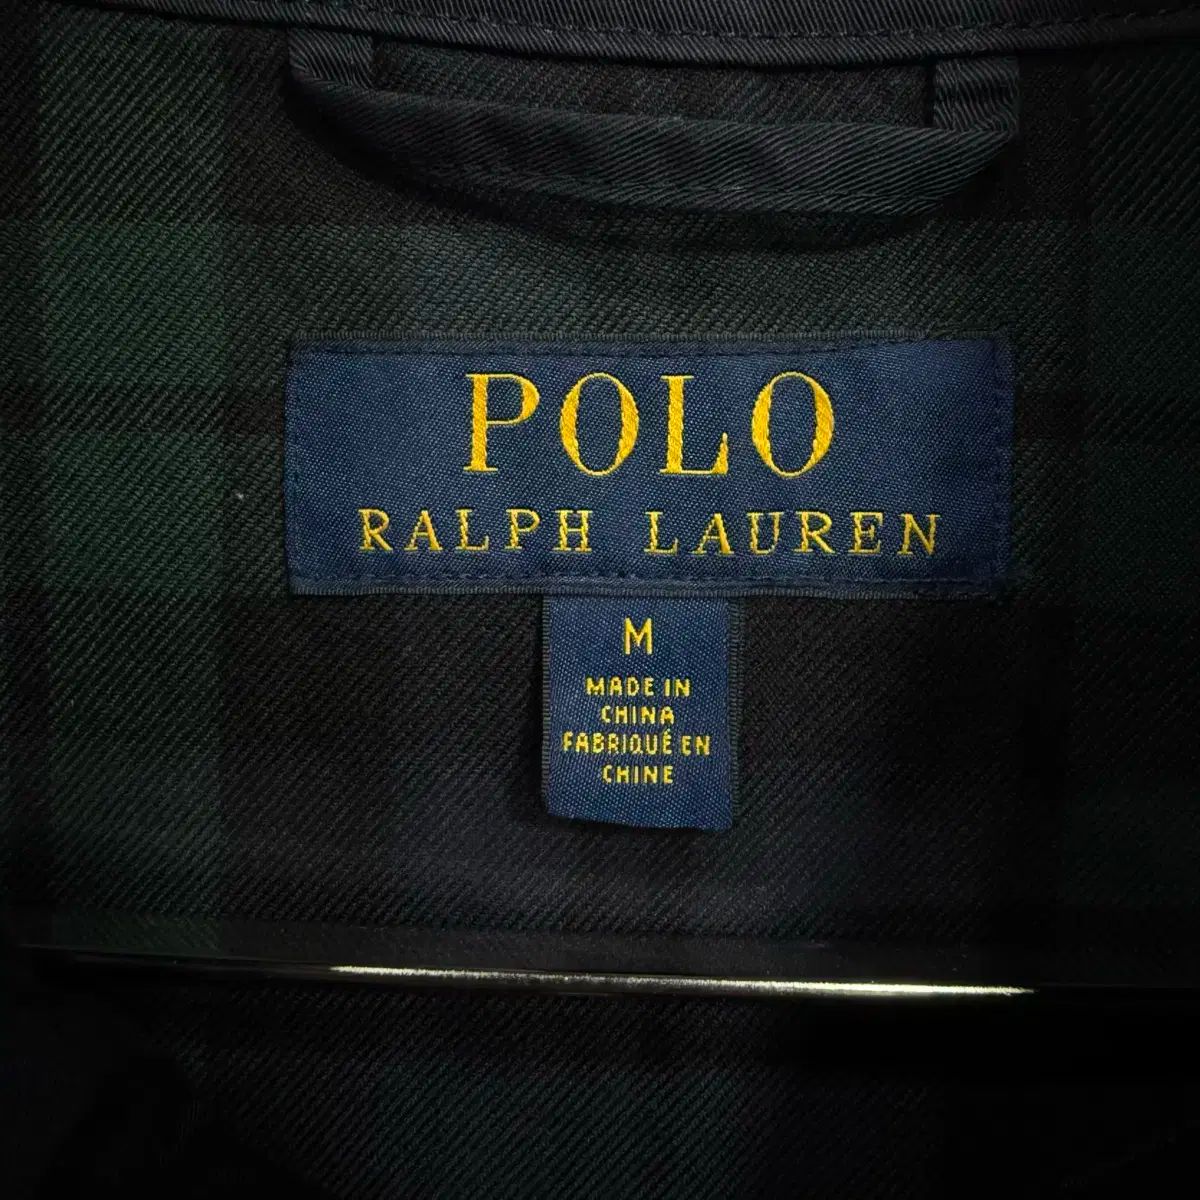 POLO
RALPH LAUREN
M
MADE IN
CHINA
FABRIQUÉ EN
CHINE